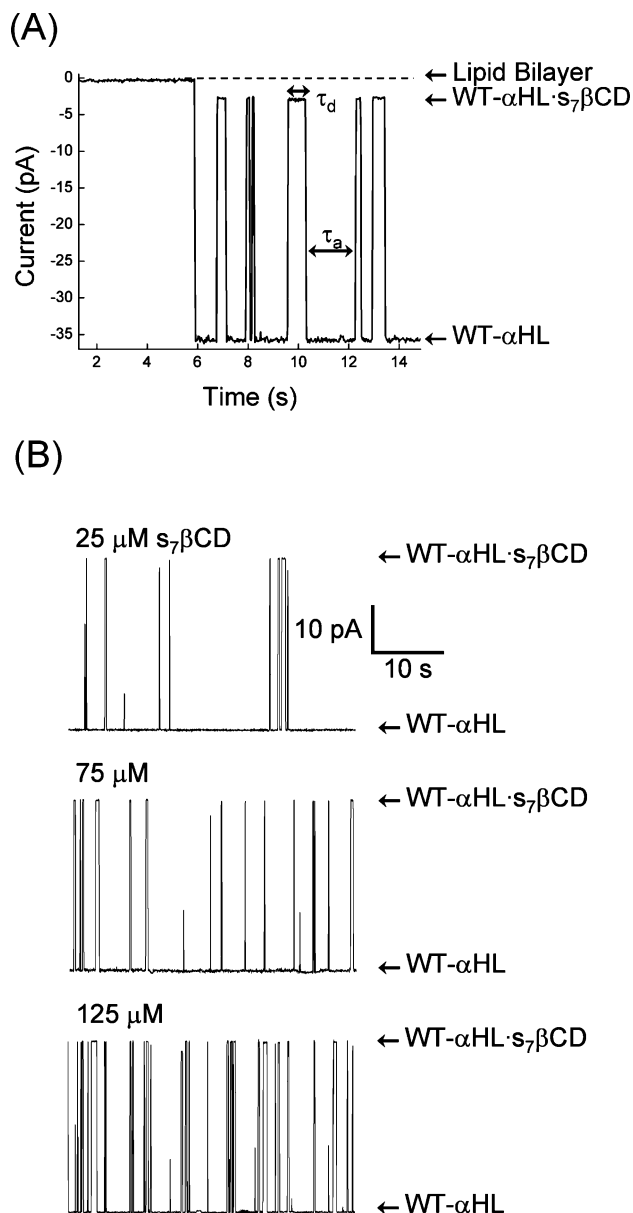 (A)
0
-5
-10
-15
-20
-25
-30
-35
Current (pA)
2
4
6
8
10
12
14
Time (s)
τd
τa
← Lipid Bilayer
← WT-αHL·s₇βCD
← WT-αHL
(B)
25 μM s₇βCD
← WT-αHL·s₇βCD
10 pA
10 s
← WT-αHL
75 μM
← WT-αHL·s₇βCD
← WT-αHL
125 μM
← WT-αHL·s₇βCD
← WT-αHL